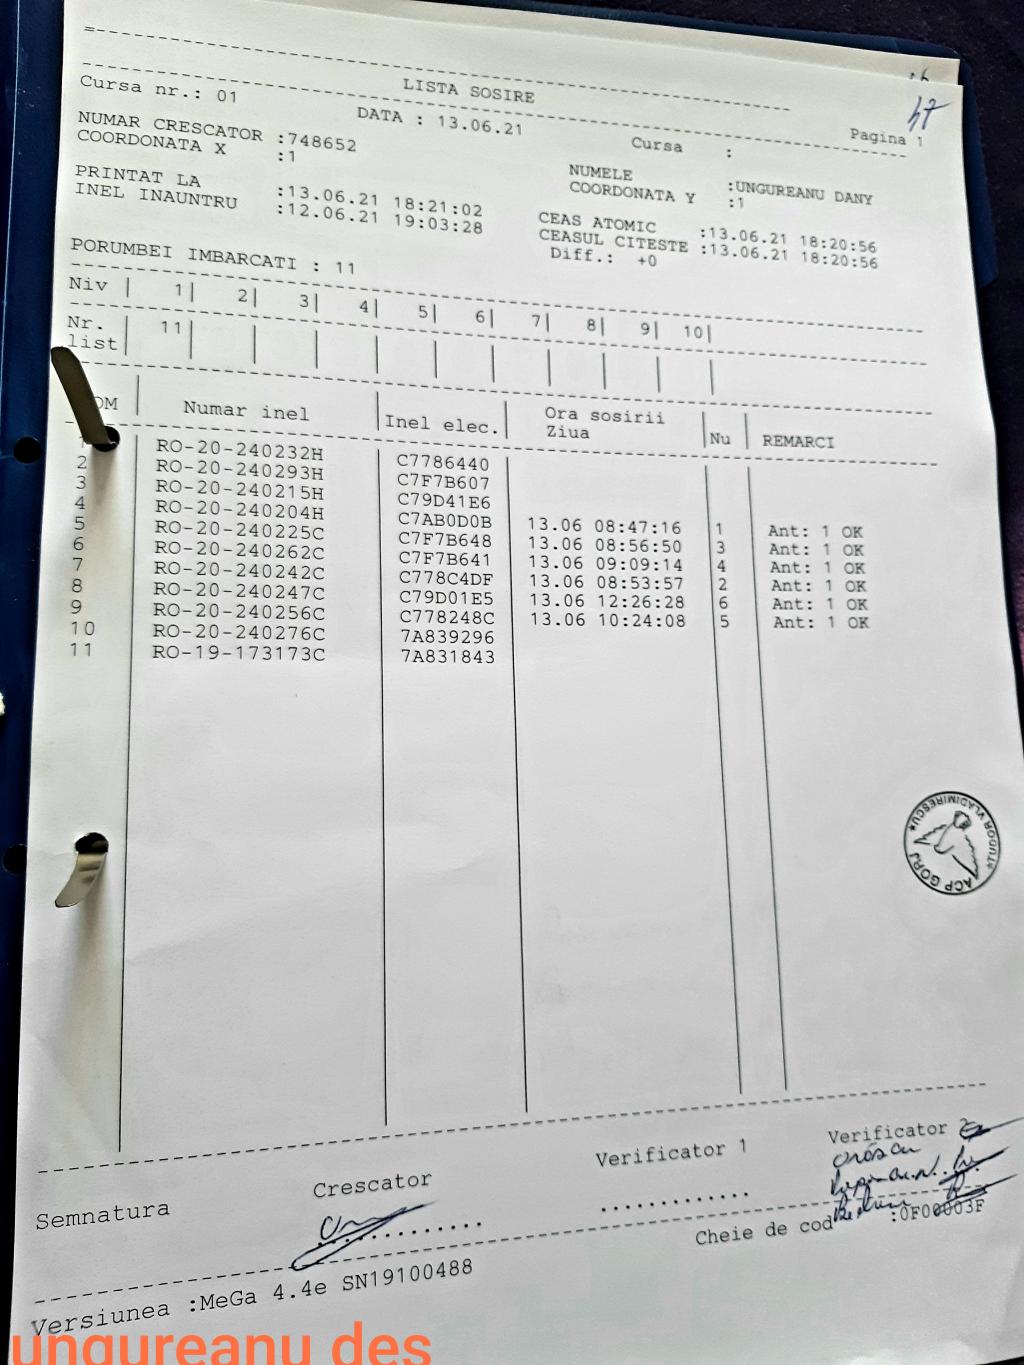 LISTA SOSIRE
Cursa nr.: 01
DATA : 13.06.21
Cursa :
Pagina 1
47
NUMAR CRESCATOR :748652
COORDONATA X :1
NUMELE :UNGUREANU DANY
COORDONATA Y :1
PRINTAT LA :13.06.21 18:21:02
INEL INAUNTRU :12.06.21 19:03:28
CEAS ATOMIC :13.06.21 18:20:56
CEASUL CITESTE :13.06.21 18:20:56
Diff.: +0
PORUMBEI IMBARCATI : 11
Niv | 1| 2| 3| 4| 5| 6| 7| 8| 9| 10|
Nr. list | 11| | | | | | | | | |
OM | Numar inel | Inel elec. | Ora sosirii Ziua | Nu | REMARCI
1 RO-20-240232H C7786440
2 RO-20-240293H C7F7B607
3 RO-20-240215H C79D41E6
4 RO-20-240204H C7AB0D0B 13.06 08:47:16 1 Ant: 1 OK
5 RO-20-240225C C7F7B648 13.06 08:56:50 3 Ant: 1 OK
6 RO-20-240262C C7F7B641 13.06 09:09:14 4 Ant: 1 OK
7 RO-20-240242C C778C4DF 13.06 08:53:57 2 Ant: 1 OK
8 RO-20-240247C C79D01E5 13.06 12:26:28 6 Ant: 1 OK
9 RO-20-240256C C778248C 13.06 10:24:08 5 Ant: 1 OK
10 RO-20-240276C 7A839296
11 RO-19-173173C 7A831843
*TUDOR VLADIMIRESCU*
ACP GORJ
Semnatura
Crescator
Verificator 1
Verificator 2
Cheie de cod :0F00003F
Versiunea :MeGa 4.4e SN19100488
ungureanu des